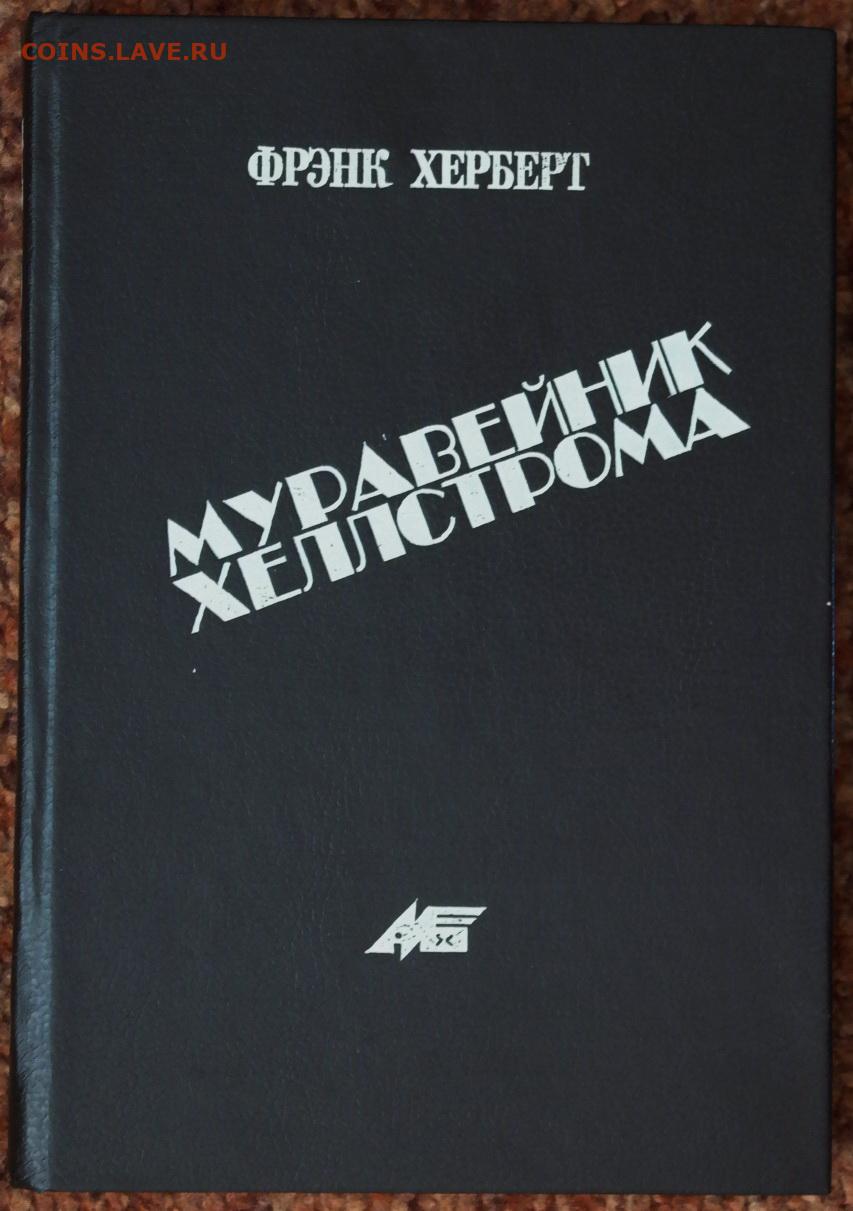 COINS.LAVE.RU
ФРЭНК ХЕРБЕРТ
МУРАВЕЙНИК
ХЕЛЛСТРОМА